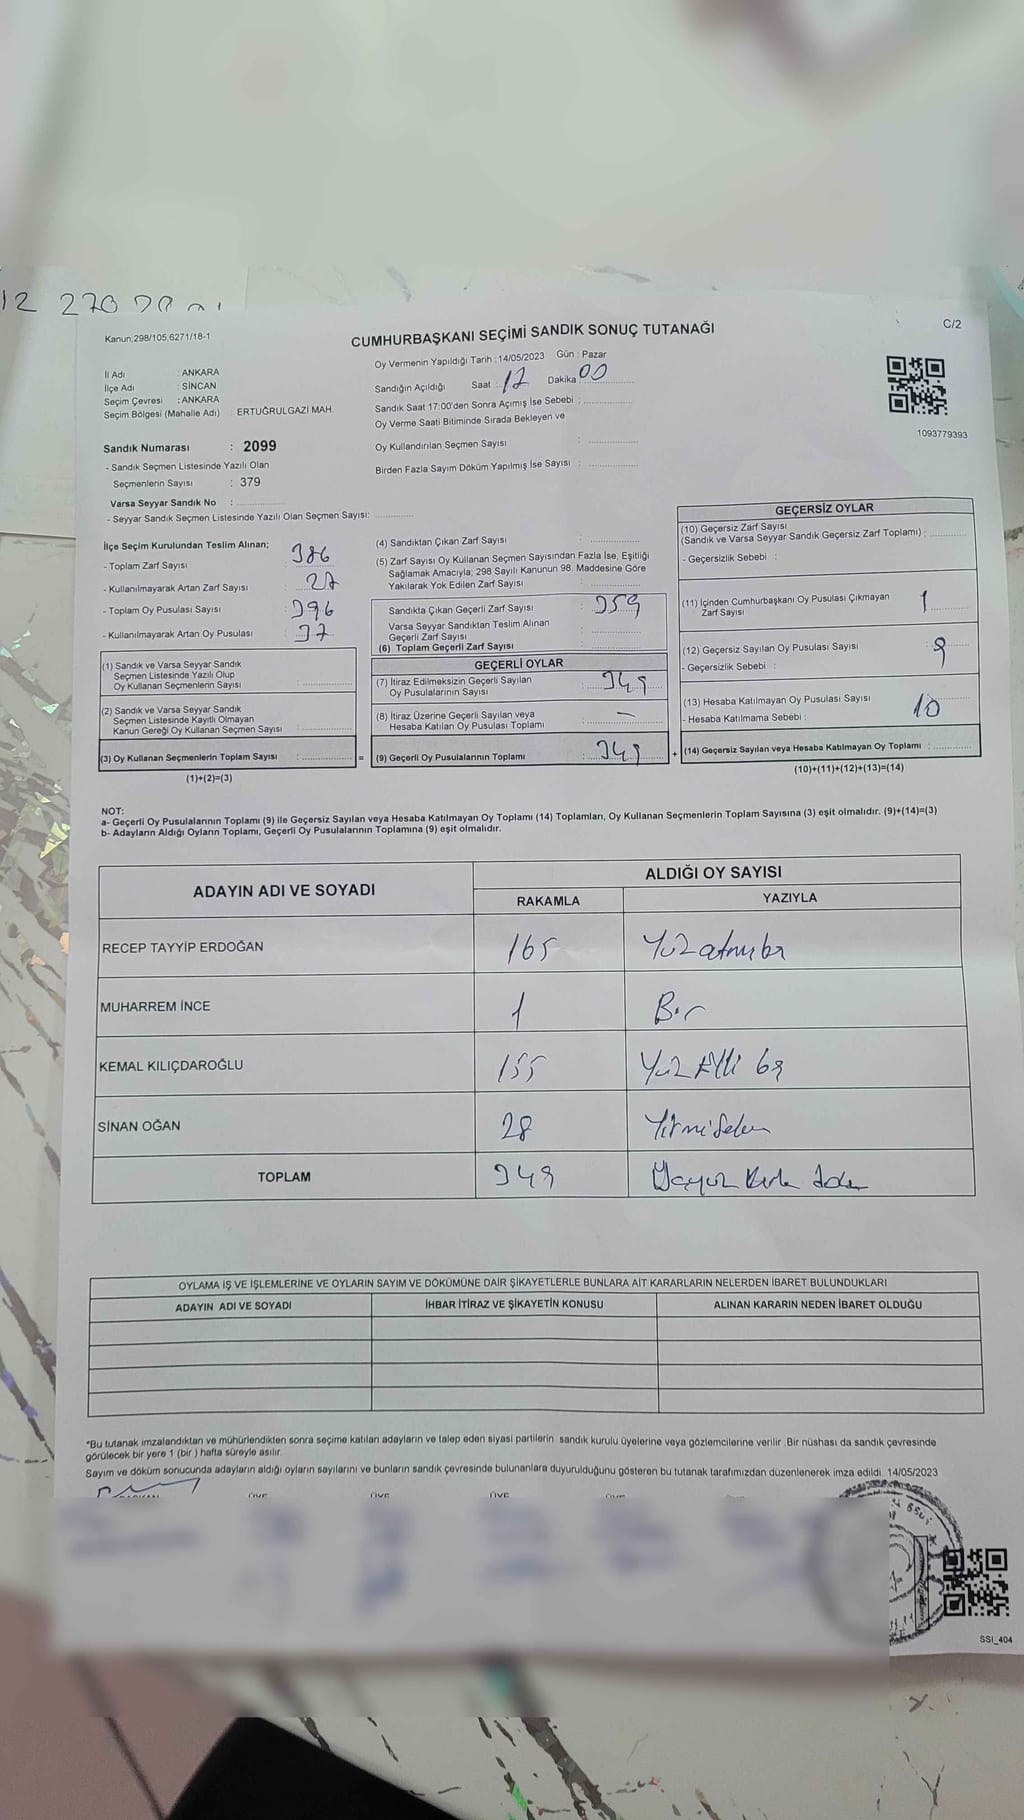 12 270
Kanun:298/105,6271/18-1
CUMHURBAŞKANI SEÇİMİ SANDIK SONUÇ TUTANAĞI
C/2
İl Adı : ANKARA
İlçe Adı : SİNCAN
Seçim Çevresi : ANKARA
Seçim Bölgesi (Mahalle Adı) : ERTUĞRULGAZİ MAH.
Oy Vermenin Yapıldığı Tarih :14/05/2023 Gün : Pazar
Sandığın Açıldığı Saat : 17 Dakika 00
Sandık Saat 17:00'den Sonra Açımış İse Sebebi :
Oy Verme Saati Bitiminde Sırada Bekleyen ve
Oy Kullandırılan Seçmen Sayısı :
Birden Fazla Sayım Döküm Yapılmış İse Sayısı :
1093779393
Sandık Numarası : 2099
- Sandık Seçmen Listesinde Yazılı Olan
Seçmenlerin Sayısı : 379
Varsa Seyyar Sandık No :
- Seyyar Sandık Seçmen Listesinde Yazılı Olan Seçmen Sayısı:
İlçe Seçim Kurulundan Teslim Alınan;
- Toplam Zarf Sayısı : 386
- Kullanılmayarak Artan Zarf Sayısı : 27
- Toplam Oy Pusulası Sayısı : 396
- Kullanılmayarak Artan Oy Pusulası : 37
(1) Sandık ve Varsa Seyyar Sandık
Seçmen Listesinde Yazılı Olup
Oy Kullanan Seçmenlerin Sayısı :
(2) Sandık ve Varsa Seyyar Sandık
Seçmen Listesinde Kayıtlı Olmayan
Kanun Gereği Oy Kullanan Seçmen Sayısı :
(3) Oy Kullanan Seçmenlerin Toplam Sayısı : =
(1)+(2)=(3)
(4) Sandıktan Çıkan Zarf Sayısı :
(5) Zarf Sayısı Oy Kullanan Seçmen Sayısından Fazla İse, Eşitliği
Sağlamak Amacıyla; 298 Sayılı Kanunun 98. Maddesine Göre
Yakılarak Yok Edilen Zarf Sayısı :
Sandıkta Çıkan Geçerli Zarf Sayısı : 359
Varsa Seyyar Sandıktan Teslim Alınan
Geçerli Zarf Sayısı :
(6) Toplam Geçerli Zarf Sayısı :
GEÇERLİ OYLAR
(7) İtiraz Edilmeksizin Geçerli Sayılan
Oy Pusulalarının Sayısı : 349
(8) İtiraz Üzerine Geçerli Sayılan veya
Hesaba Katılan Oy Pusulası Toplamı : —
(9) Geçerli Oy Pusulalarının Toplamı : 349 +
GEÇERSİZ OYLAR
(10) Geçersiz Zarf Sayısı
(Sandık ve Varsa Seyyar Sandık Geçersiz Zarf Toplamı) :
- Geçersizlik Sebebi :
(11) İçinden Cumhurbaşkanı Oy Pusulası Çıkmayan
Zarf Sayısı : 1
(12) Geçersiz Sayılan Oy Pusulası Sayısı : 9
- Geçersizlik Sebebi :
(13) Hesaba Katılmayan Oy Pusulası Sayısı 10
- Hesaba Katılmama Sebebi :
(14) Geçersiz Sayılan veya Hesaba Katılmayan Oy Toplamı :
(10)+(11)+(12)+(13)=(14)
NOT:
a- Geçerli Oy Pusulalarının Toplamı (9) ile Geçersiz Sayılan veya Hesaba Katılmayan Oy Toplamı (14) Toplamları, Oy Kullanan Seçmenlerin Toplam Sayısına (3) eşit olmalıdır. (9)+(14)=(3)
b- Adayların Aldığı Oyların Toplamı, Geçerli Oy Pusulalarının Toplamına (9) eşit olmalıdır.
ADAYIN ADI VE SOYADI ALDIĞI OY SAYISI
RAKAMLA YAZIYLA
RECEP TAYYİP ERDOĞAN 165 Yüzatmışbeş
MUHARREM İNCE 1 Bir
KEMAL KILIÇDAROĞLU 155 Yüz Elli beş
SİNAN OĞAN 28 Yirmi Sekiz
TOPLAM 349 Üçyüz Kırk dokuz
OYLAMA İŞ VE İŞLEMLERİNE VE OYLARIN SAYIM VE DÖKÜMÜNE DAİR ŞİKAYETLERLE BUNLARA AİT KARARLARIN NELERDEN İBARET BULUNDUKLARI
ADAYIN ADI VE SOYADI İHBAR İTİRAZ VE ŞİKAYETİN KONUSU ALINAN KARARIN NEDEN İBARET OLDUĞU
*Bu tutanak imzalandıktan ve mühürlendikten sonra seçime katılan adayların ve talep eden siyasi partilerin sandık kurulu üyelerine veya gözlemcilerine verilir .Bir nüshası da sandık çevresinde
görülecek bir yere 1 (bir ) hafta süreyle asılır.
Sayım ve döküm sonucunda adayların aldığı oyların sayılarını ve bunların sandık çevresinde bulunanlara duyurulduğunu gösteren bu tutanak tarafımızdan düzenlenerek imza edildi. 14/05/2023
ÜYE ÜYE ÜYE ÜYE
SSI_404